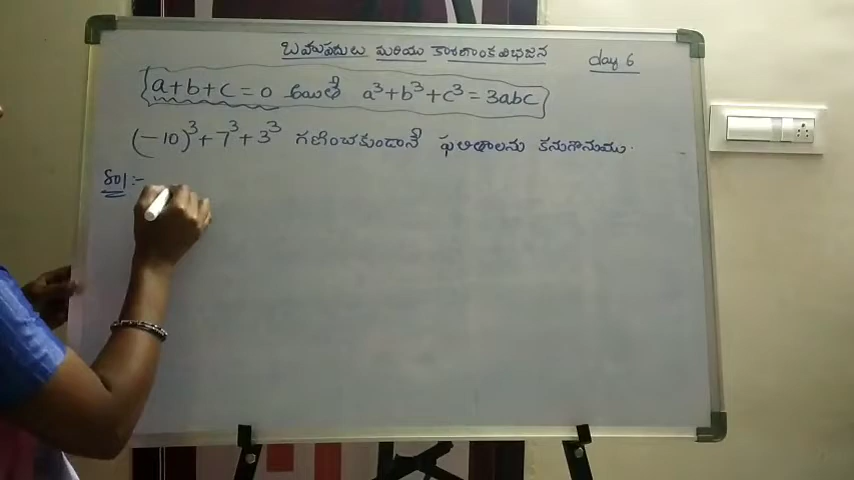 బహుపదులు మరియు కారణాంక విభజన day 6
a+b+c = 0 అయితే a³+b³+c³ = 3abc
(-10)³ + 7³ + 3³ గణించకుండానే ఫలితాలను కనుగొనుము.
Sol :-